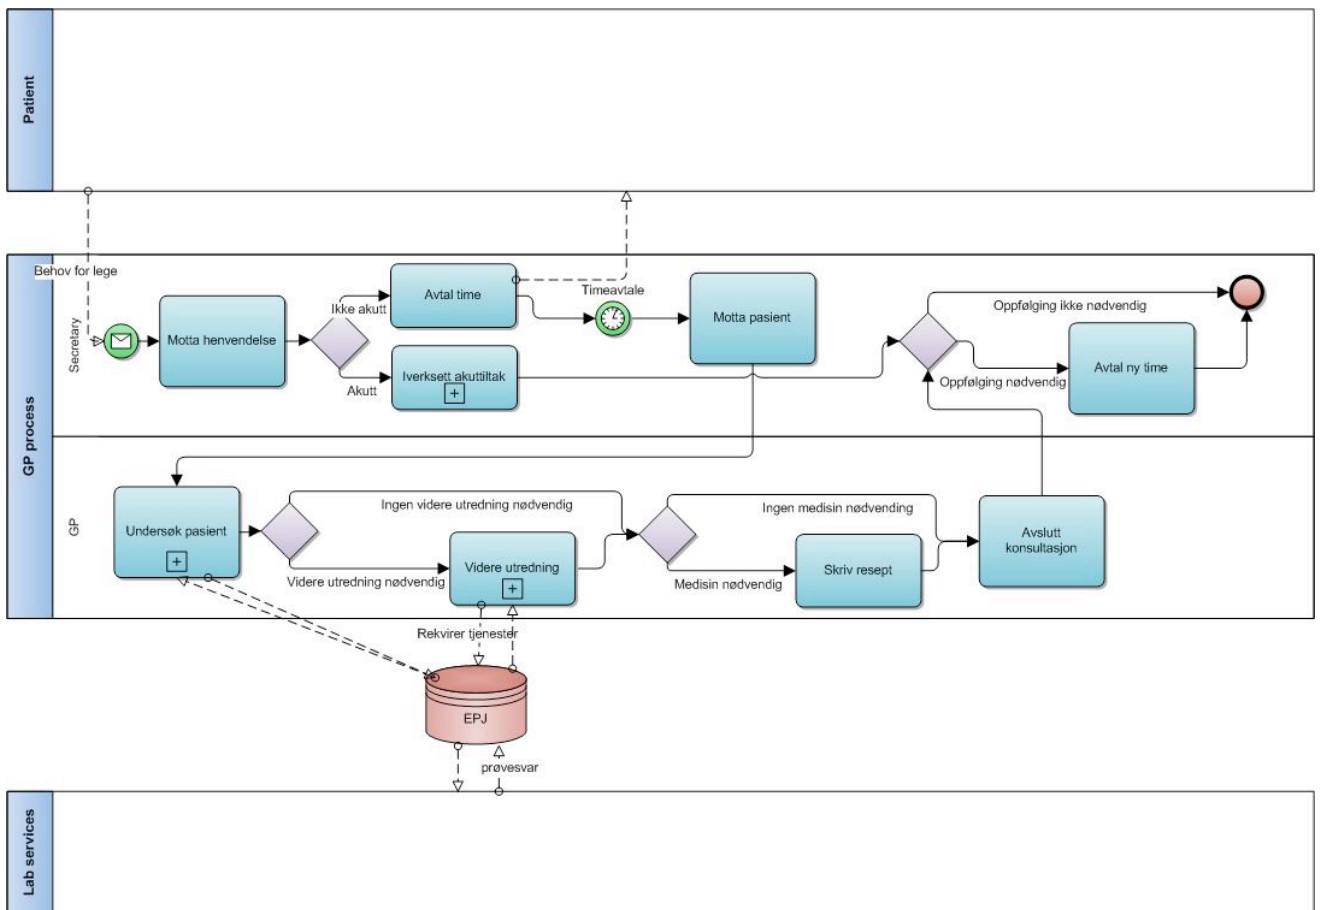 Patient
Behov for lege
GP process
Secretary
Motta henvendelse
Ikke akutt
Akutt
Avtal time
Iverksett akuttiltak
Timeavtale
Motta pasient
Oppfølging ikke nødvendig
Oppfølging nødvendig
Avtal ny time
GP
Undersøk pasient
Ingen videre utredning nødvendig
Videre utredning nødvendig
Videre utredning
Ingen medisin nødvending
Medisin nødvendig
Skriv resept
Avslutt
konsultasjon
Rekvirer tjenester
EPJ
prøvesvar
Lab services